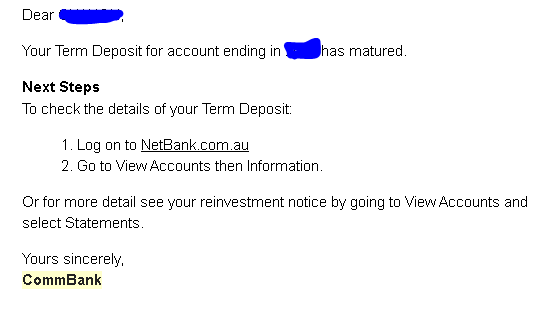 Dear ,
Your Term Deposit for account ending in has matured.
Next Steps
To check the details of your Term Deposit:
1. Log on to NetBank.com.au
2. Go to View Accounts then Information.
Or for more detail see your reinvestment notice by going to View Accounts and
select Statements.
Yours sincerely,
CommBank